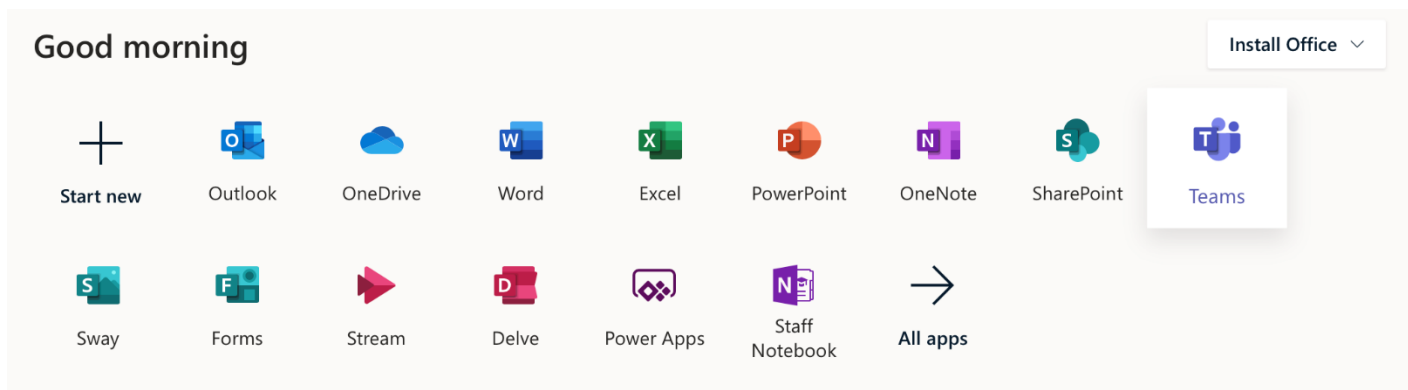 Good morning
Install Office
Start new
Outlook
OneDrive
Word
Excel
PowerPoint
OneNote
SharePoint
Teams
Sway
Forms
Stream
Delve
Power Apps
Staff
Notebook
All apps